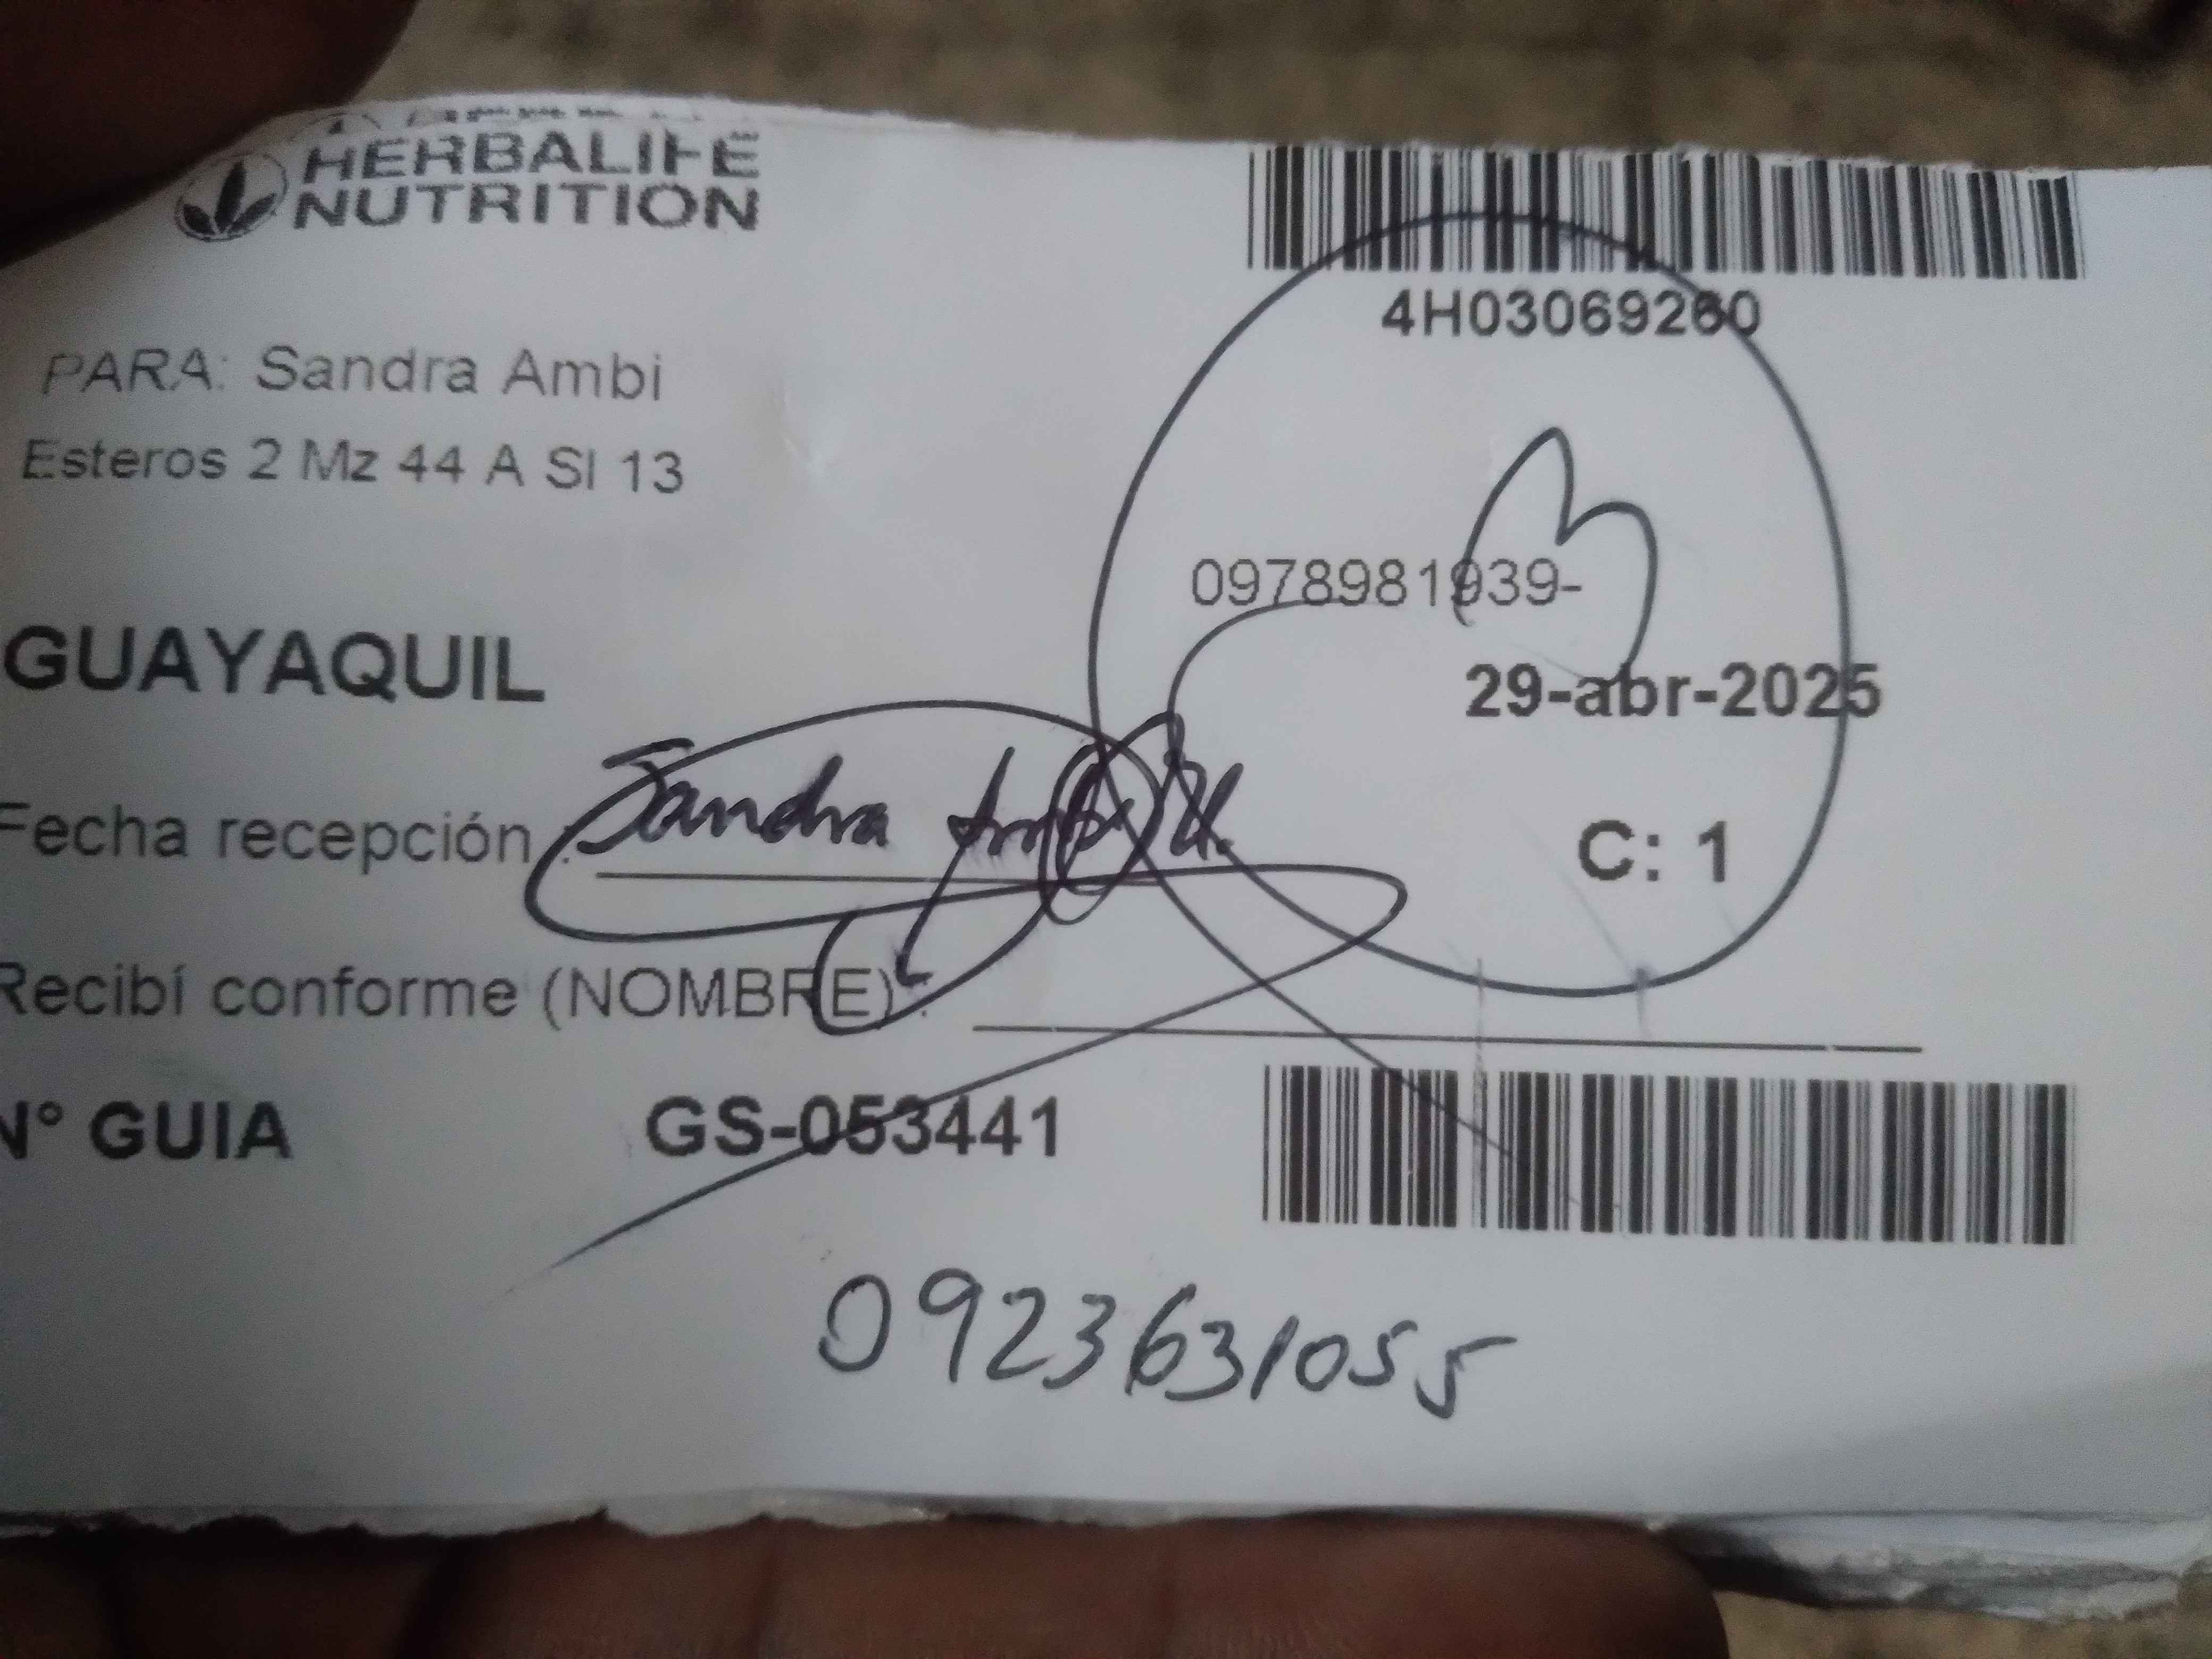 HERBALIFE
NUTRITION
4H03069260
PARA: Sandra Ambi
Esteros 2 Mz 44 A Sl 13
0978981939-
GUAYAQUIL
29-abr-2025
Fecha recepción : Sandra
C: 1
Recibí conforme (NOMBRE):
N° GUIA GS-053441
0923631055